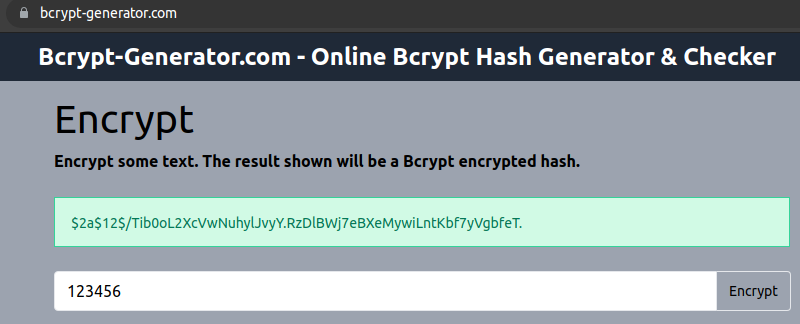 bcrypt-generator.com
Bcrypt-Generator.com - Online Bcrypt Hash Generator & Checker
Encrypt
Encrypt some text. The result shown will be a Bcrypt encrypted hash.
$2a$12$/Tib0oL2XcVwNuhylJvyY.RzDlBWj7eBXeMywiLntKbf7yVgbfeT.
123456 Encrypt